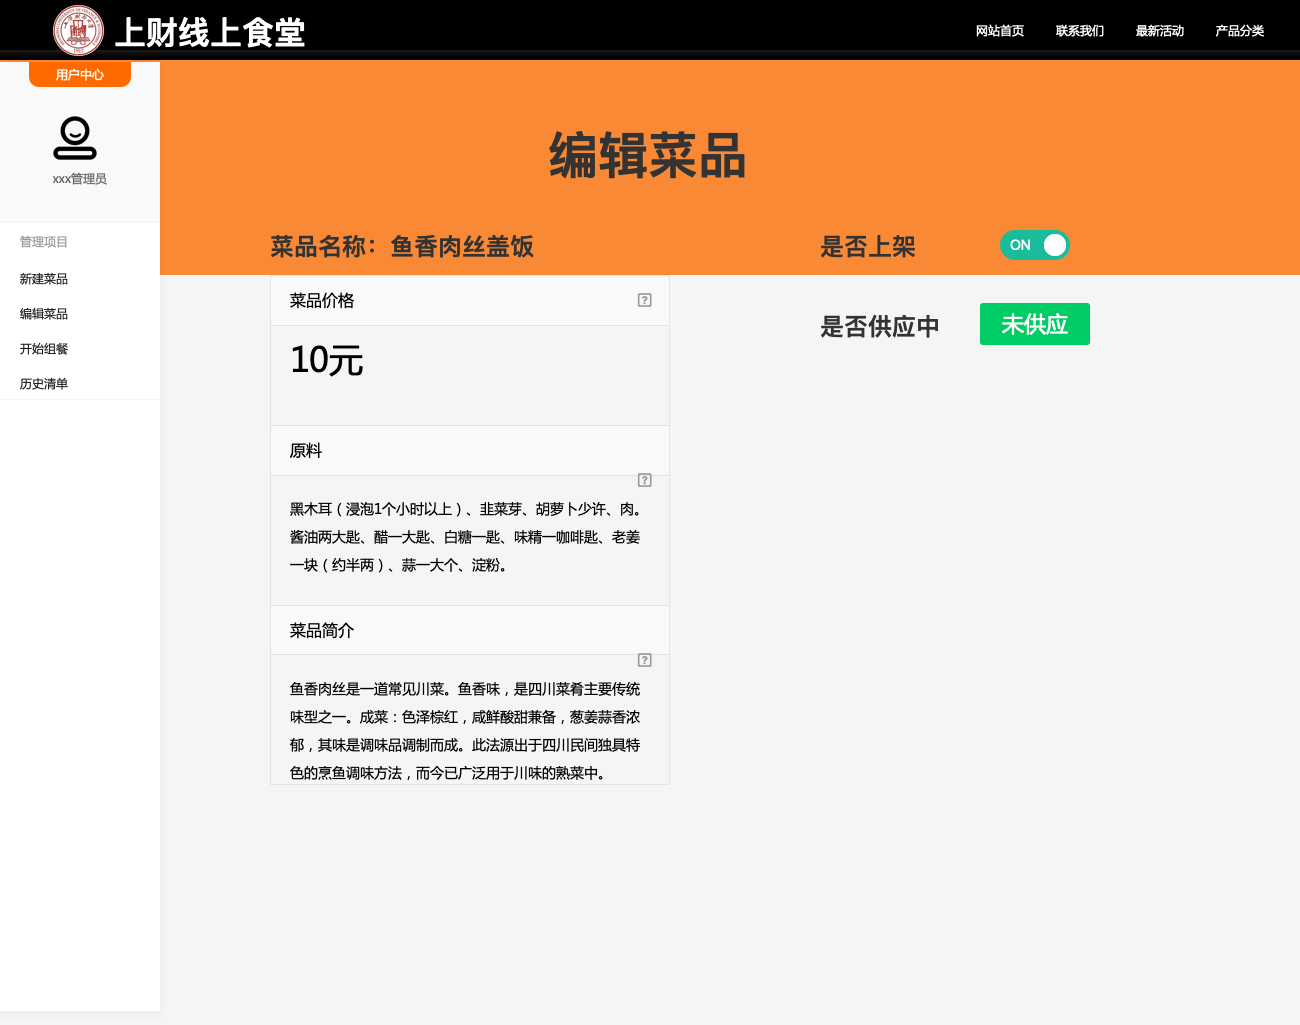 上财线上食堂
网站首页 联系我们 最新活动 产品分类
用户中心
xxx管理员
管理项目
新建菜品
编辑菜品
开始组餐
历史清单
编辑菜品
菜品名称：鱼香肉丝盖饭
是否上架
ON
菜品价格
10元
是否供应中
未供应
原料
黑木耳（浸泡1个小时以上）、韭菜芽、胡萝卜少许、肉。
酱油两大匙、醋一大匙、白糖一匙、味精一咖啡匙、老姜
一块（约半两）、蒜一大个、淀粉。
菜品简介
鱼香肉丝是一道常见川菜。鱼香味，是四川菜肴主要传统
味型之一。成菜：色泽棕红，咸鲜酸甜兼备，葱姜蒜香浓
郁，其味是调味品调制而成。此法源出于四川民间独具特
色的烹鱼调味方法，而今已广泛用于川味的熟菜中。